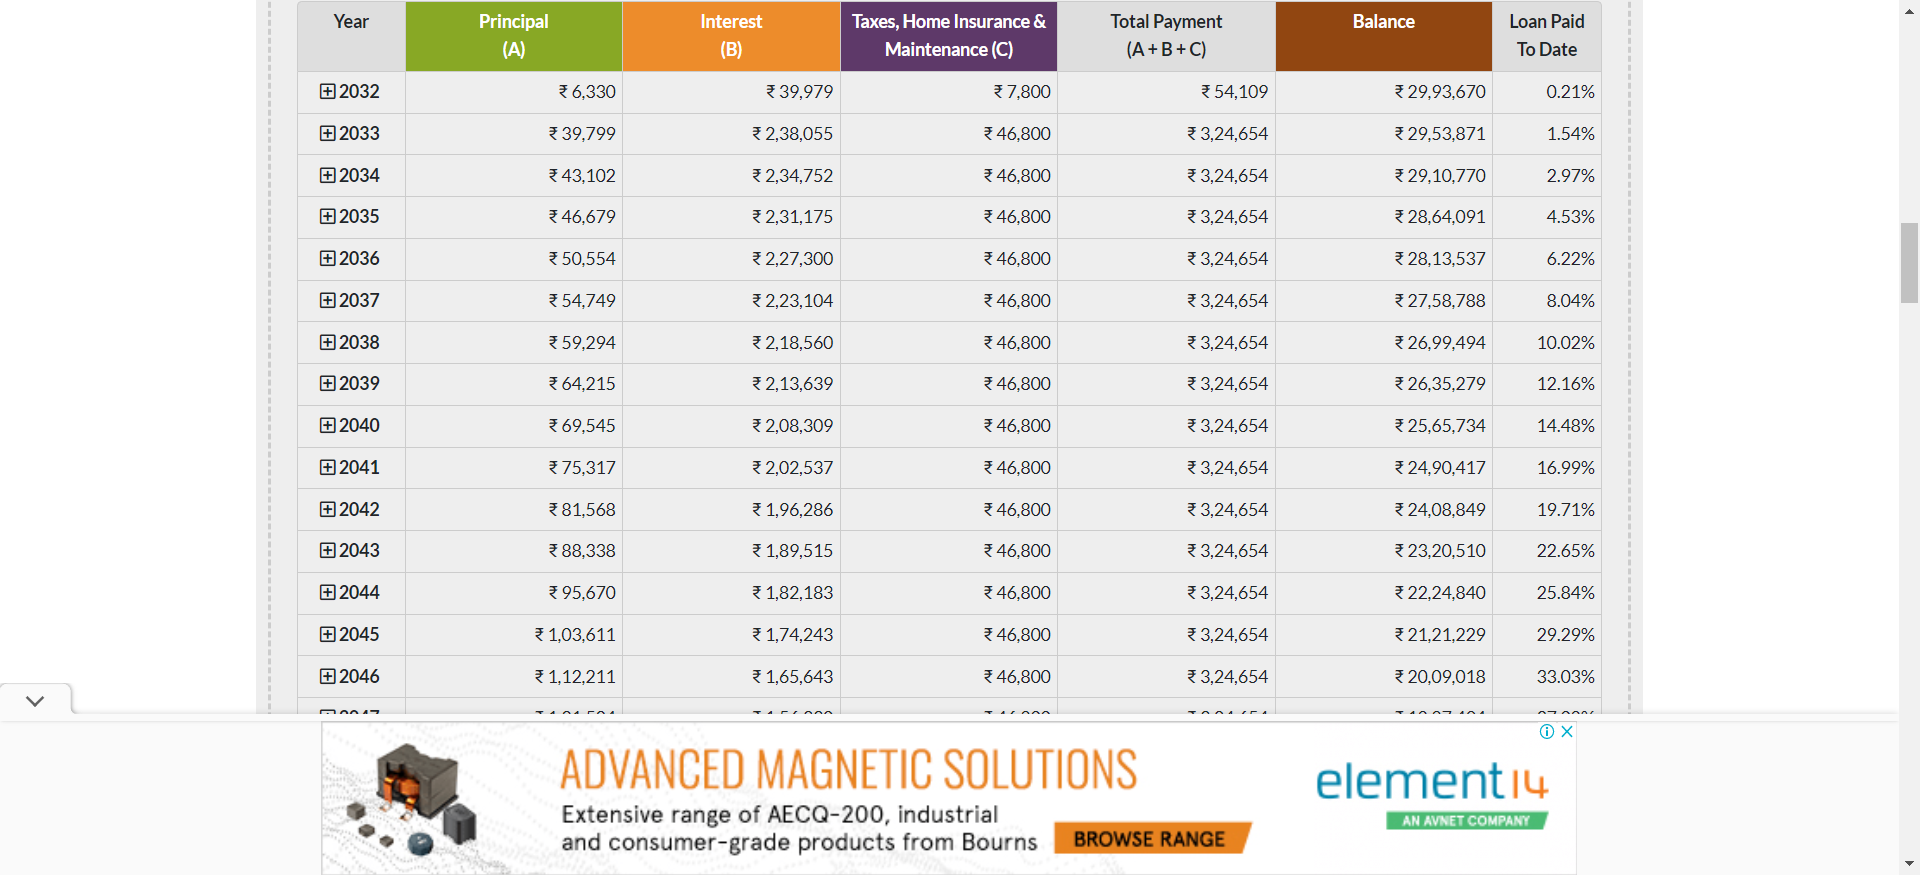 Year Principal Interest Taxes, Home Insurance & Total Payment Balance Loan Paid
(A) (B) Maintenance (C) (A + B + C) To Date
2032 ₹ 6,330 ₹ 39,979 ₹ 7,800 ₹ 54,109 ₹ 29,93,670 0.21%
2033 ₹ 39,799 ₹ 2,38,055 ₹ 46,800 ₹ 3,24,654 ₹ 29,53,871 1.54%
2034 ₹ 43,102 ₹ 2,34,752 ₹ 46,800 ₹ 3,24,654 ₹ 29,10,770 2.97%
2035 ₹ 46,679 ₹ 2,31,175 ₹ 46,800 ₹ 3,24,654 ₹ 28,64,091 4.53%
2036 ₹ 50,554 ₹ 2,27,300 ₹ 46,800 ₹ 3,24,654 ₹ 28,13,537 6.22%
2037 ₹ 54,749 ₹ 2,23,104 ₹ 46,800 ₹ 3,24,654 ₹ 27,58,788 8.04%
2038 ₹ 59,294 ₹ 2,18,560 ₹ 46,800 ₹ 3,24,654 ₹ 26,99,494 10.02%
2039 ₹ 64,215 ₹ 2,13,639 ₹ 46,800 ₹ 3,24,654 ₹ 26,35,279 12.16%
2040 ₹ 69,545 ₹ 2,08,309 ₹ 46,800 ₹ 3,24,654 ₹ 25,65,734 14.48%
2041 ₹ 75,317 ₹ 2,02,537 ₹ 46,800 ₹ 3,24,654 ₹ 24,90,417 16.99%
2042 ₹ 81,568 ₹ 1,96,286 ₹ 46,800 ₹ 3,24,654 ₹ 24,08,849 19.71%
2043 ₹ 88,338 ₹ 1,89,515 ₹ 46,800 ₹ 3,24,654 ₹ 23,20,510 22.65%
2044 ₹ 95,670 ₹ 1,82,183 ₹ 46,800 ₹ 3,24,654 ₹ 22,24,840 25.84%
2045 ₹ 1,03,611 ₹ 1,74,243 ₹ 46,800 ₹ 3,24,654 ₹ 21,21,229 29.29%
2046 ₹ 1,12,211 ₹ 1,65,643 ₹ 46,800 ₹ 3,24,654 ₹ 20,09,018 33.03%
ADVANCED MAGNETIC SOLUTIONS
Extensive range of AECQ-200, industrial
and consumer-grade products from Bourns
BROWSE RANGE
element14
AN AVNET COMPANY